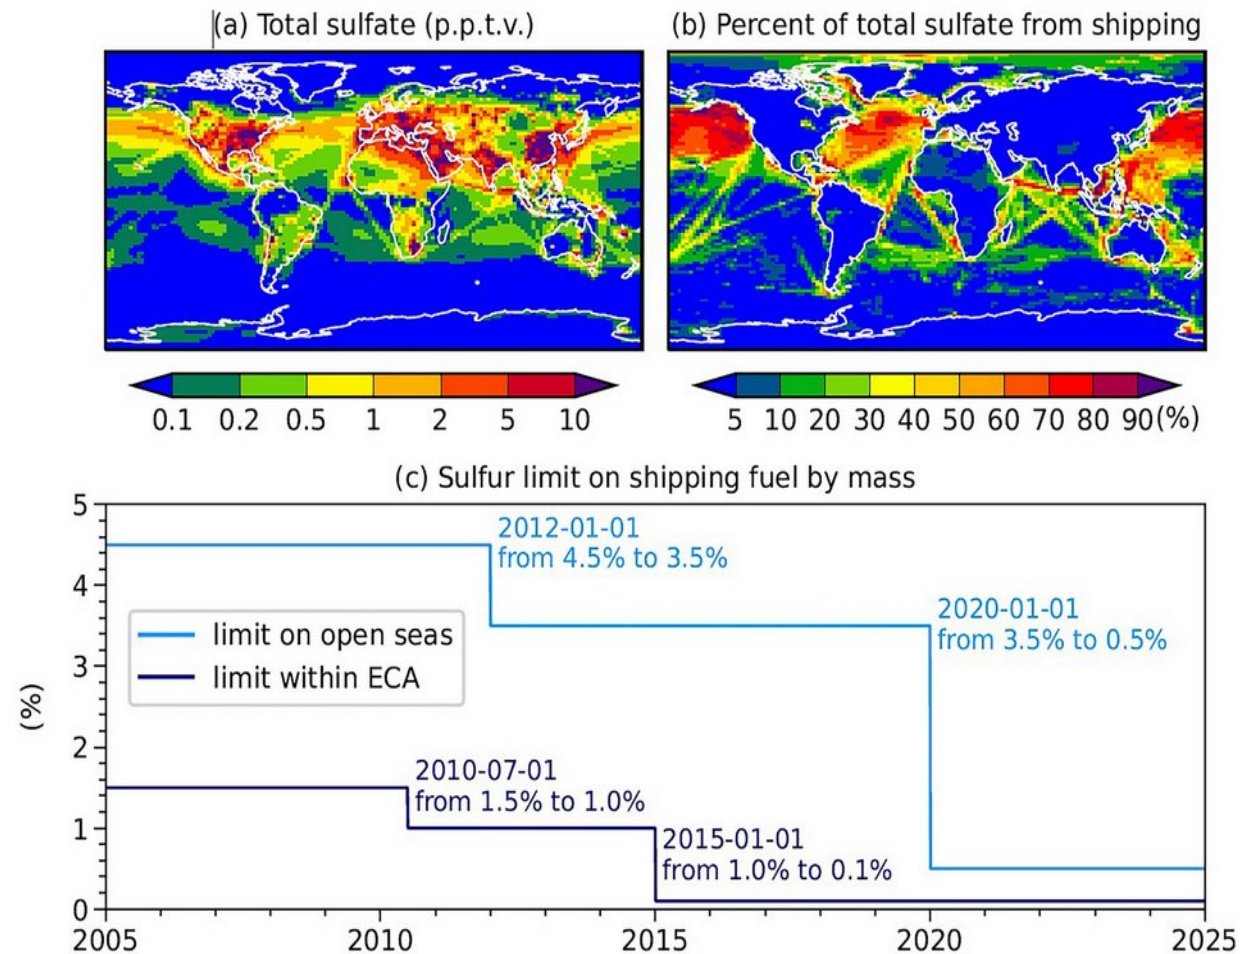 (a) Total sulfate (p.p.t.v.)
(b) Percent of total sulfate from shipping
0.1 0.2 0.5 1 2 5 10
5 10 20 30 40 50 60 70 80 90(%)
(c) Sulfur limit on shipping fuel by mass
5
4
3
2
1
0
(%)
2012-01-01
from 4.5% to 3.5%
2020-01-01
from 3.5% to 0.5%
limit on open seas
limit within ECA
2010-07-01
from 1.5% to 1.0%
2015-01-01
from 1.0% to 0.1%
2005 2010 2015 2020 2025